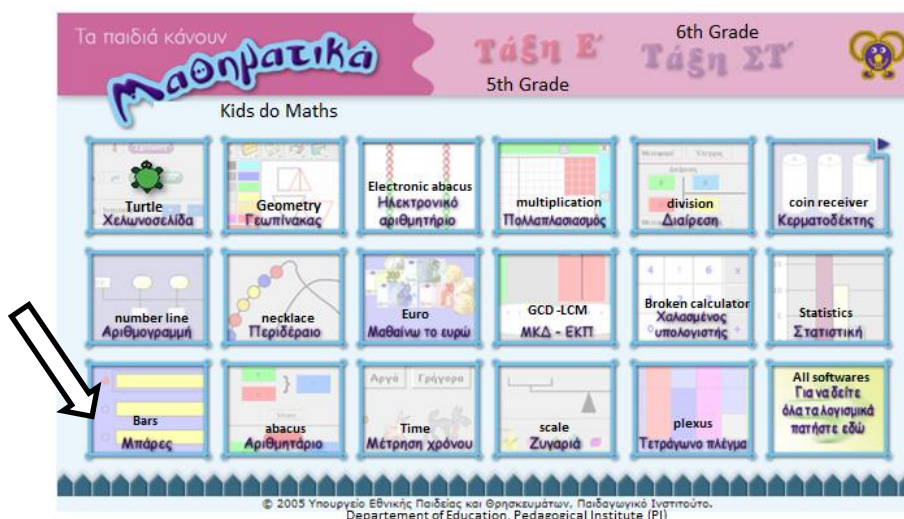 Τα παιδιά κάνουν
Μαθηματικά
Kids do Maths
Τάξη Ε΄
5th Grade
6th Grade
Τάξη ΣΤ΄
Turtle
Χελωνοσελίδα
Geometry
Γεωπίνακας
Electronic abacus
Ηλεκτρονικό
αριθμητήριο
multiplication
Πολλαπλασιασμός
division
Διαίρεση
coin receiver
Κερματοδέκτης
number line
Αριθμογραμμή
necklace
Περιδέραιο
Euro
Μαθαίνω το ευρώ
GCD -LCM
ΜΚΔ - ΕΚΠ
4 6 x
Broken calculator
Χαλασμένος
υπολογιστής
Statistics
Στατιστική
Bars
Μπάρες
abacus
Αριθμητάριο
Αργά Γρήγορα
Time
Μέτρηση χρόνου
scale
Ζυγαριά
plexus
Τετράγωνο πλέγμα
All softwares
Για να δείτε
όλα τα λογισμικά
πατήστε εδώ
© 2005 Υπουργείο Εθνικής Παιδείας και Θρησκευμάτων, Παιδαγωγικό Ινστιτούτο.
Departement of Education, Pedagogical Institute (PI)